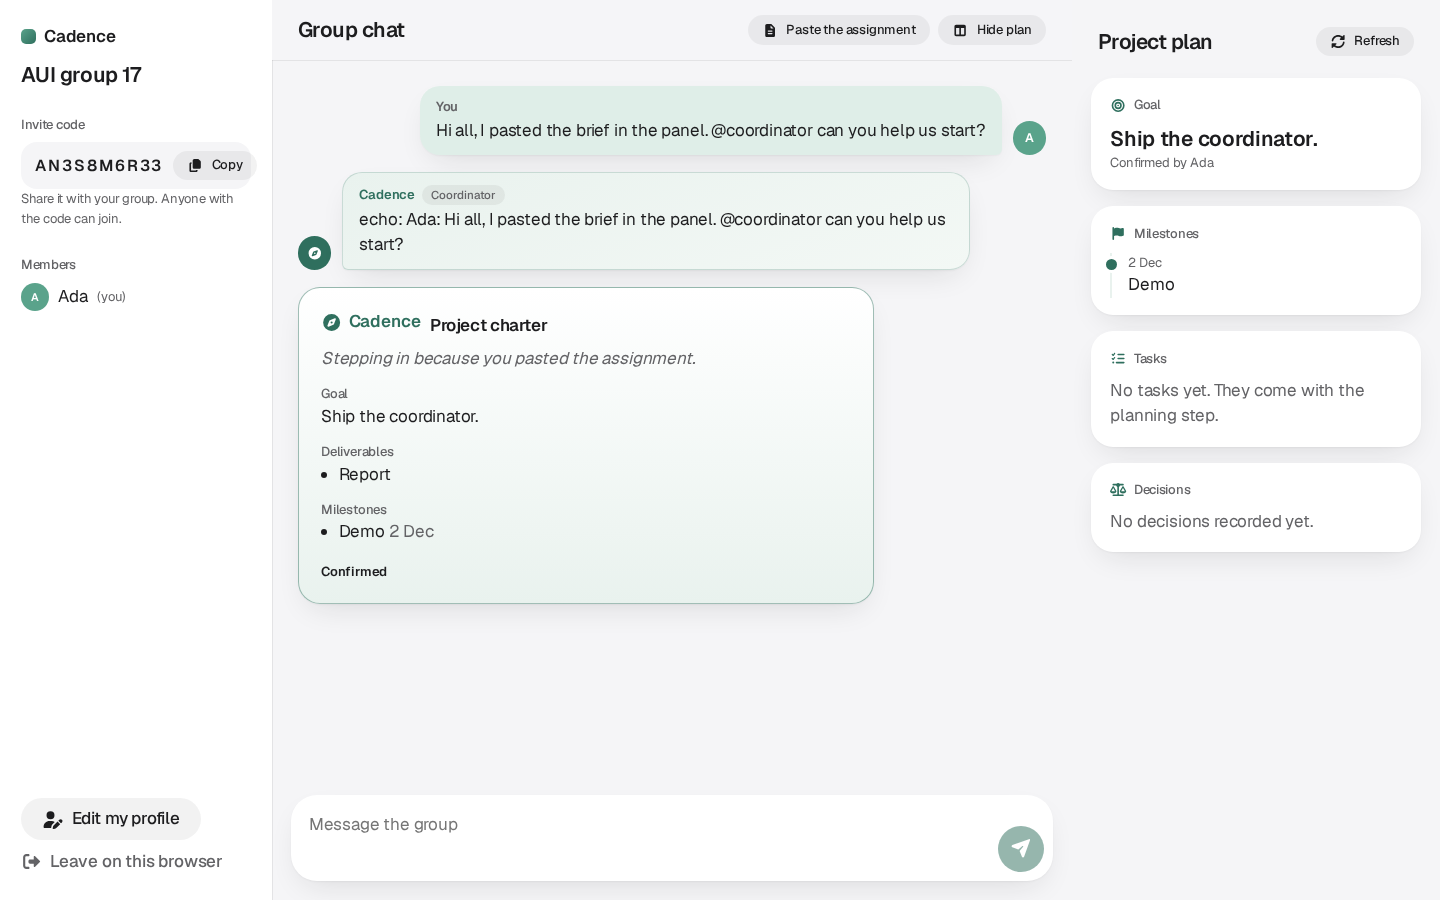 Cadence
AUI group 17
Invite code
AN3S8M6R33
Copy
Share it with your group. Anyone with
the code can join.
Members
A
Ada (you)
Edit my profile
Leave on this browser
Group chat
Paste the assignment
Hide plan
You
Hi all, I pasted the brief in the panel. @coordinator can you help us start?
A
Cadence Coordinator
echo: Ada: Hi all, I pasted the brief in the panel. @coordinator can you help us
start?
Cadence Project charter
Stepping in because you pasted the assignment.
Goal
Ship the coordinator.
Deliverables
• Report
Milestones
• Demo 2 Dec
Confirmed
Message the group
Project plan
Refresh
Goal
Ship the coordinator.
Confirmed by Ada
Milestones
2 Dec
Demo
Tasks
No tasks yet. They come with the
planning step.
Decisions
No decisions recorded yet.